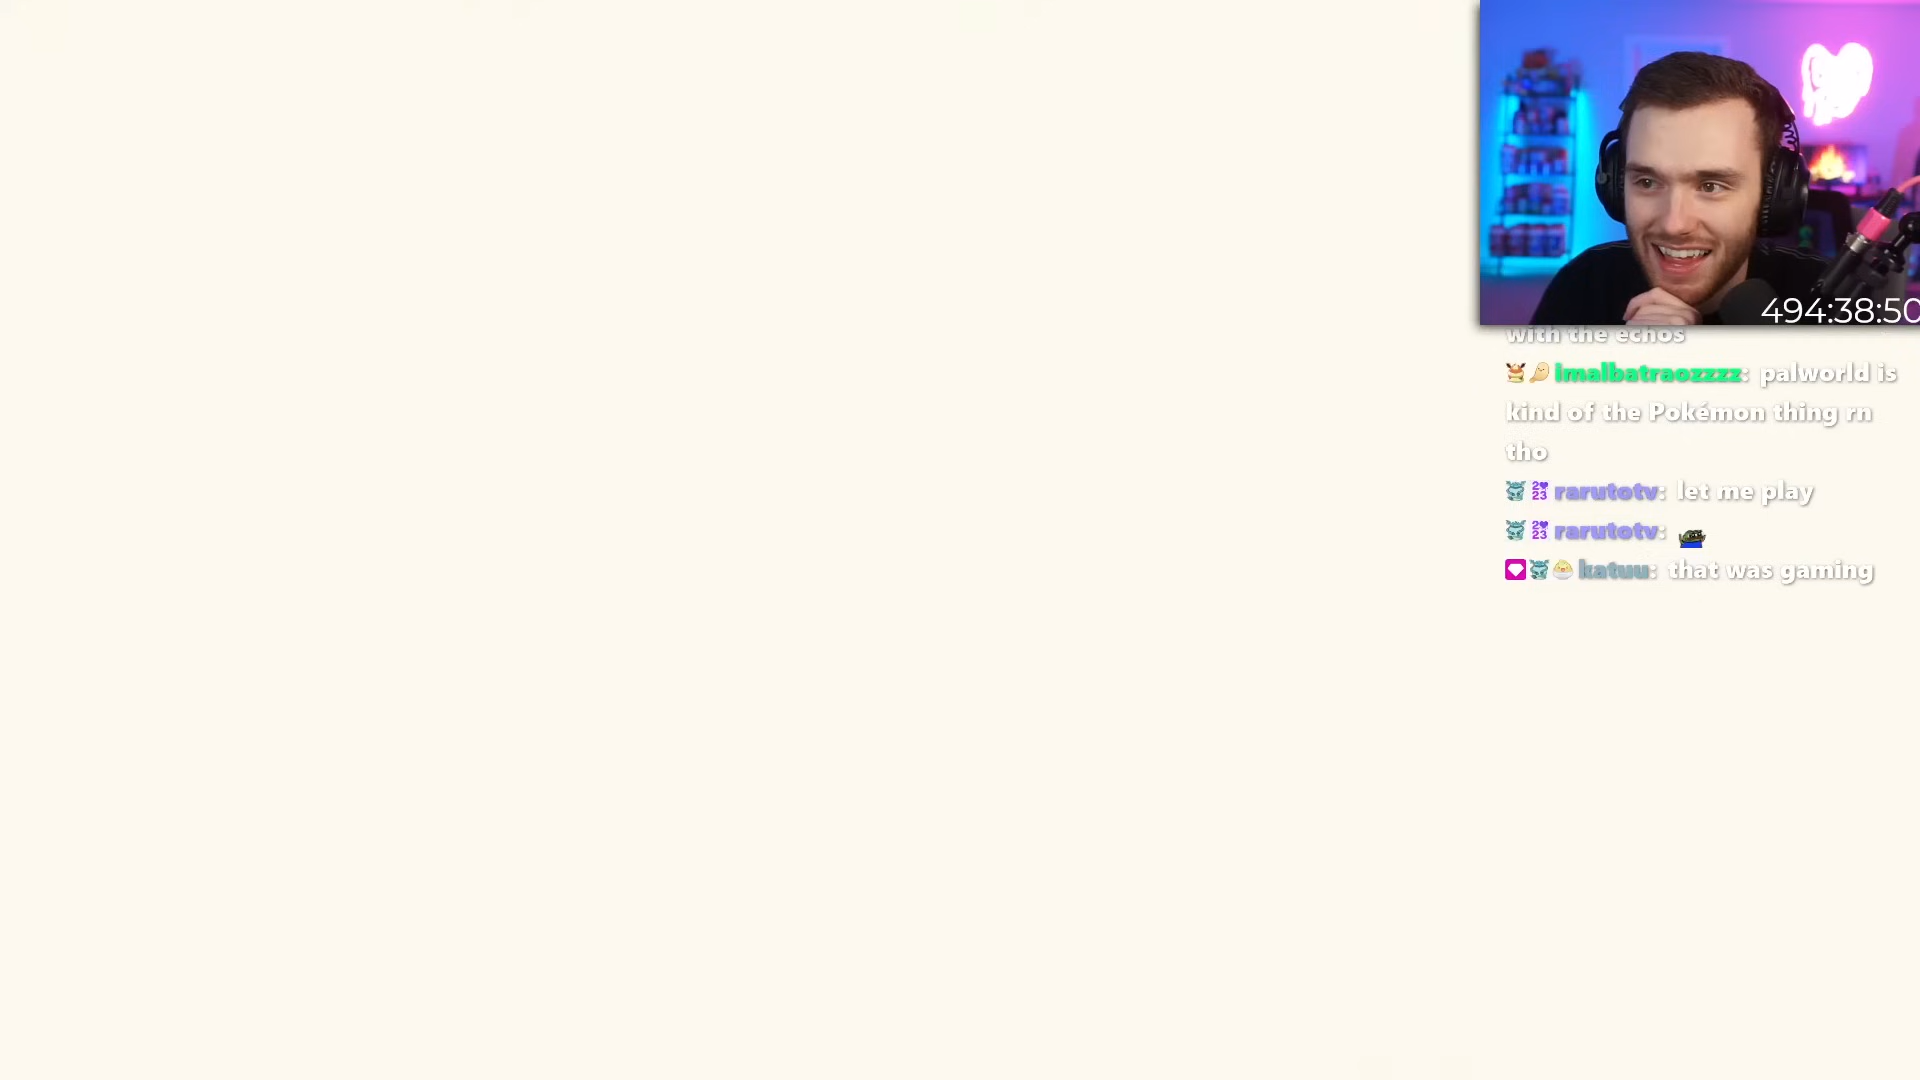 494:38:50
with the echos
imalbatraozzzz: palworld is
kind of the Pokémon thing rn
tho
rarutotv: let me play
rarutotv:
katuu: that was gaming